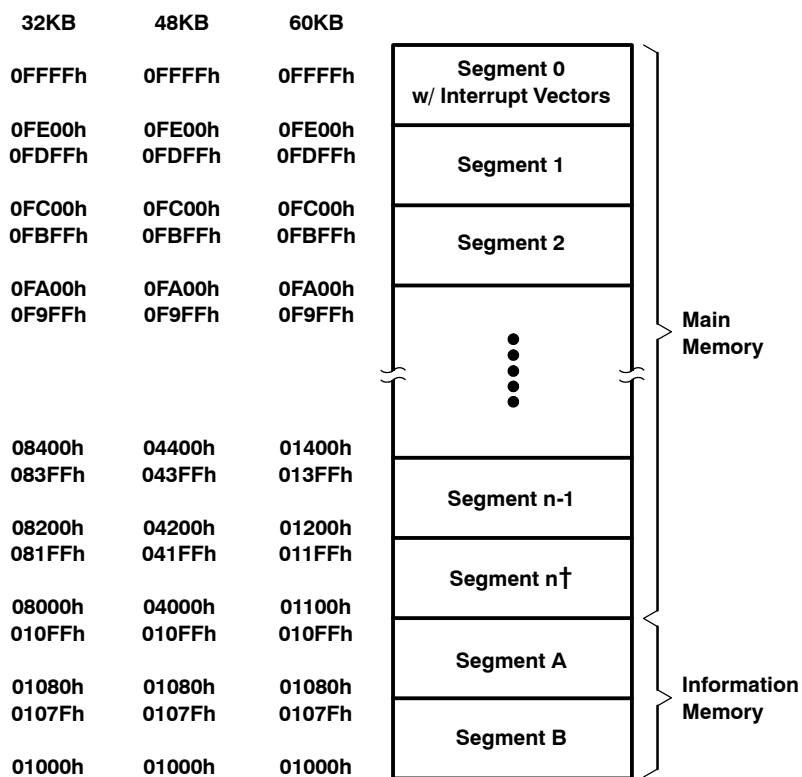 32KB 48KB 60KB
0FFFFh 0FFFFh 0FFFFh
Segment 0
w/ Interrupt Vectors
0FE00h 0FE00h 0FE00h
0FDFFh 0FDFFh 0FDFFh
Segment 1
0FC00h 0FC00h 0FC00h
0FBFFh 0FBFFh 0FBFFh
Segment 2
0FA00h 0FA00h 0FA00h
0F9FFh 0F9FFh 0F9FFh
Main
Memory
08400h 04400h 01400h
083FFh 043FFh 013FFh
Segment n-1
08200h 04200h 01200h
081FFh 041FFh 011FFh
Segment n†
08000h 04000h 01100h
010FFh 010FFh 010FFh
Segment A
01080h 01080h 01080h
0107Fh 0107Fh 0107Fh
Information
Memory
Segment B
01000h 01000h 01000h